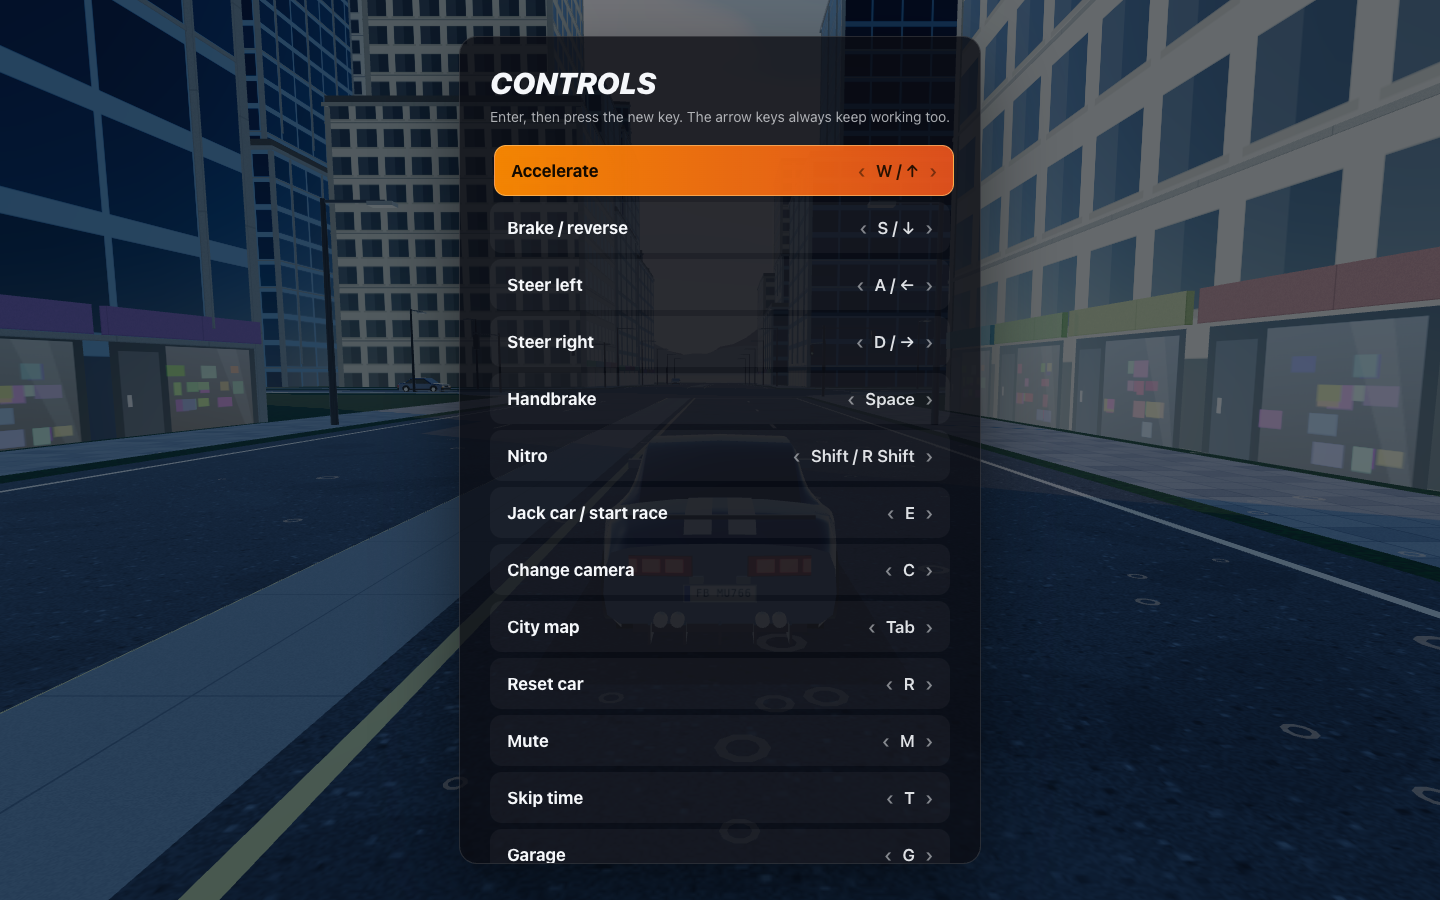 CONTROLS
Enter, then press the new key. The arrow keys always keep working too.
Accelerate ‹ W / ↑ ›
Brake / reverse ‹ S / ↓ ›
Steer left ‹ A / ← ›
Steer right ‹ D / → ›
Handbrake ‹ Space ›
Nitro ‹ Shift / R Shift ›
Jack car / start race ‹ E ›
Change camera ‹ C ›
City map ‹ Tab ›
Reset car ‹ R ›
Mute ‹ M ›
Skip time ‹ T ›
Garage ‹ G ›